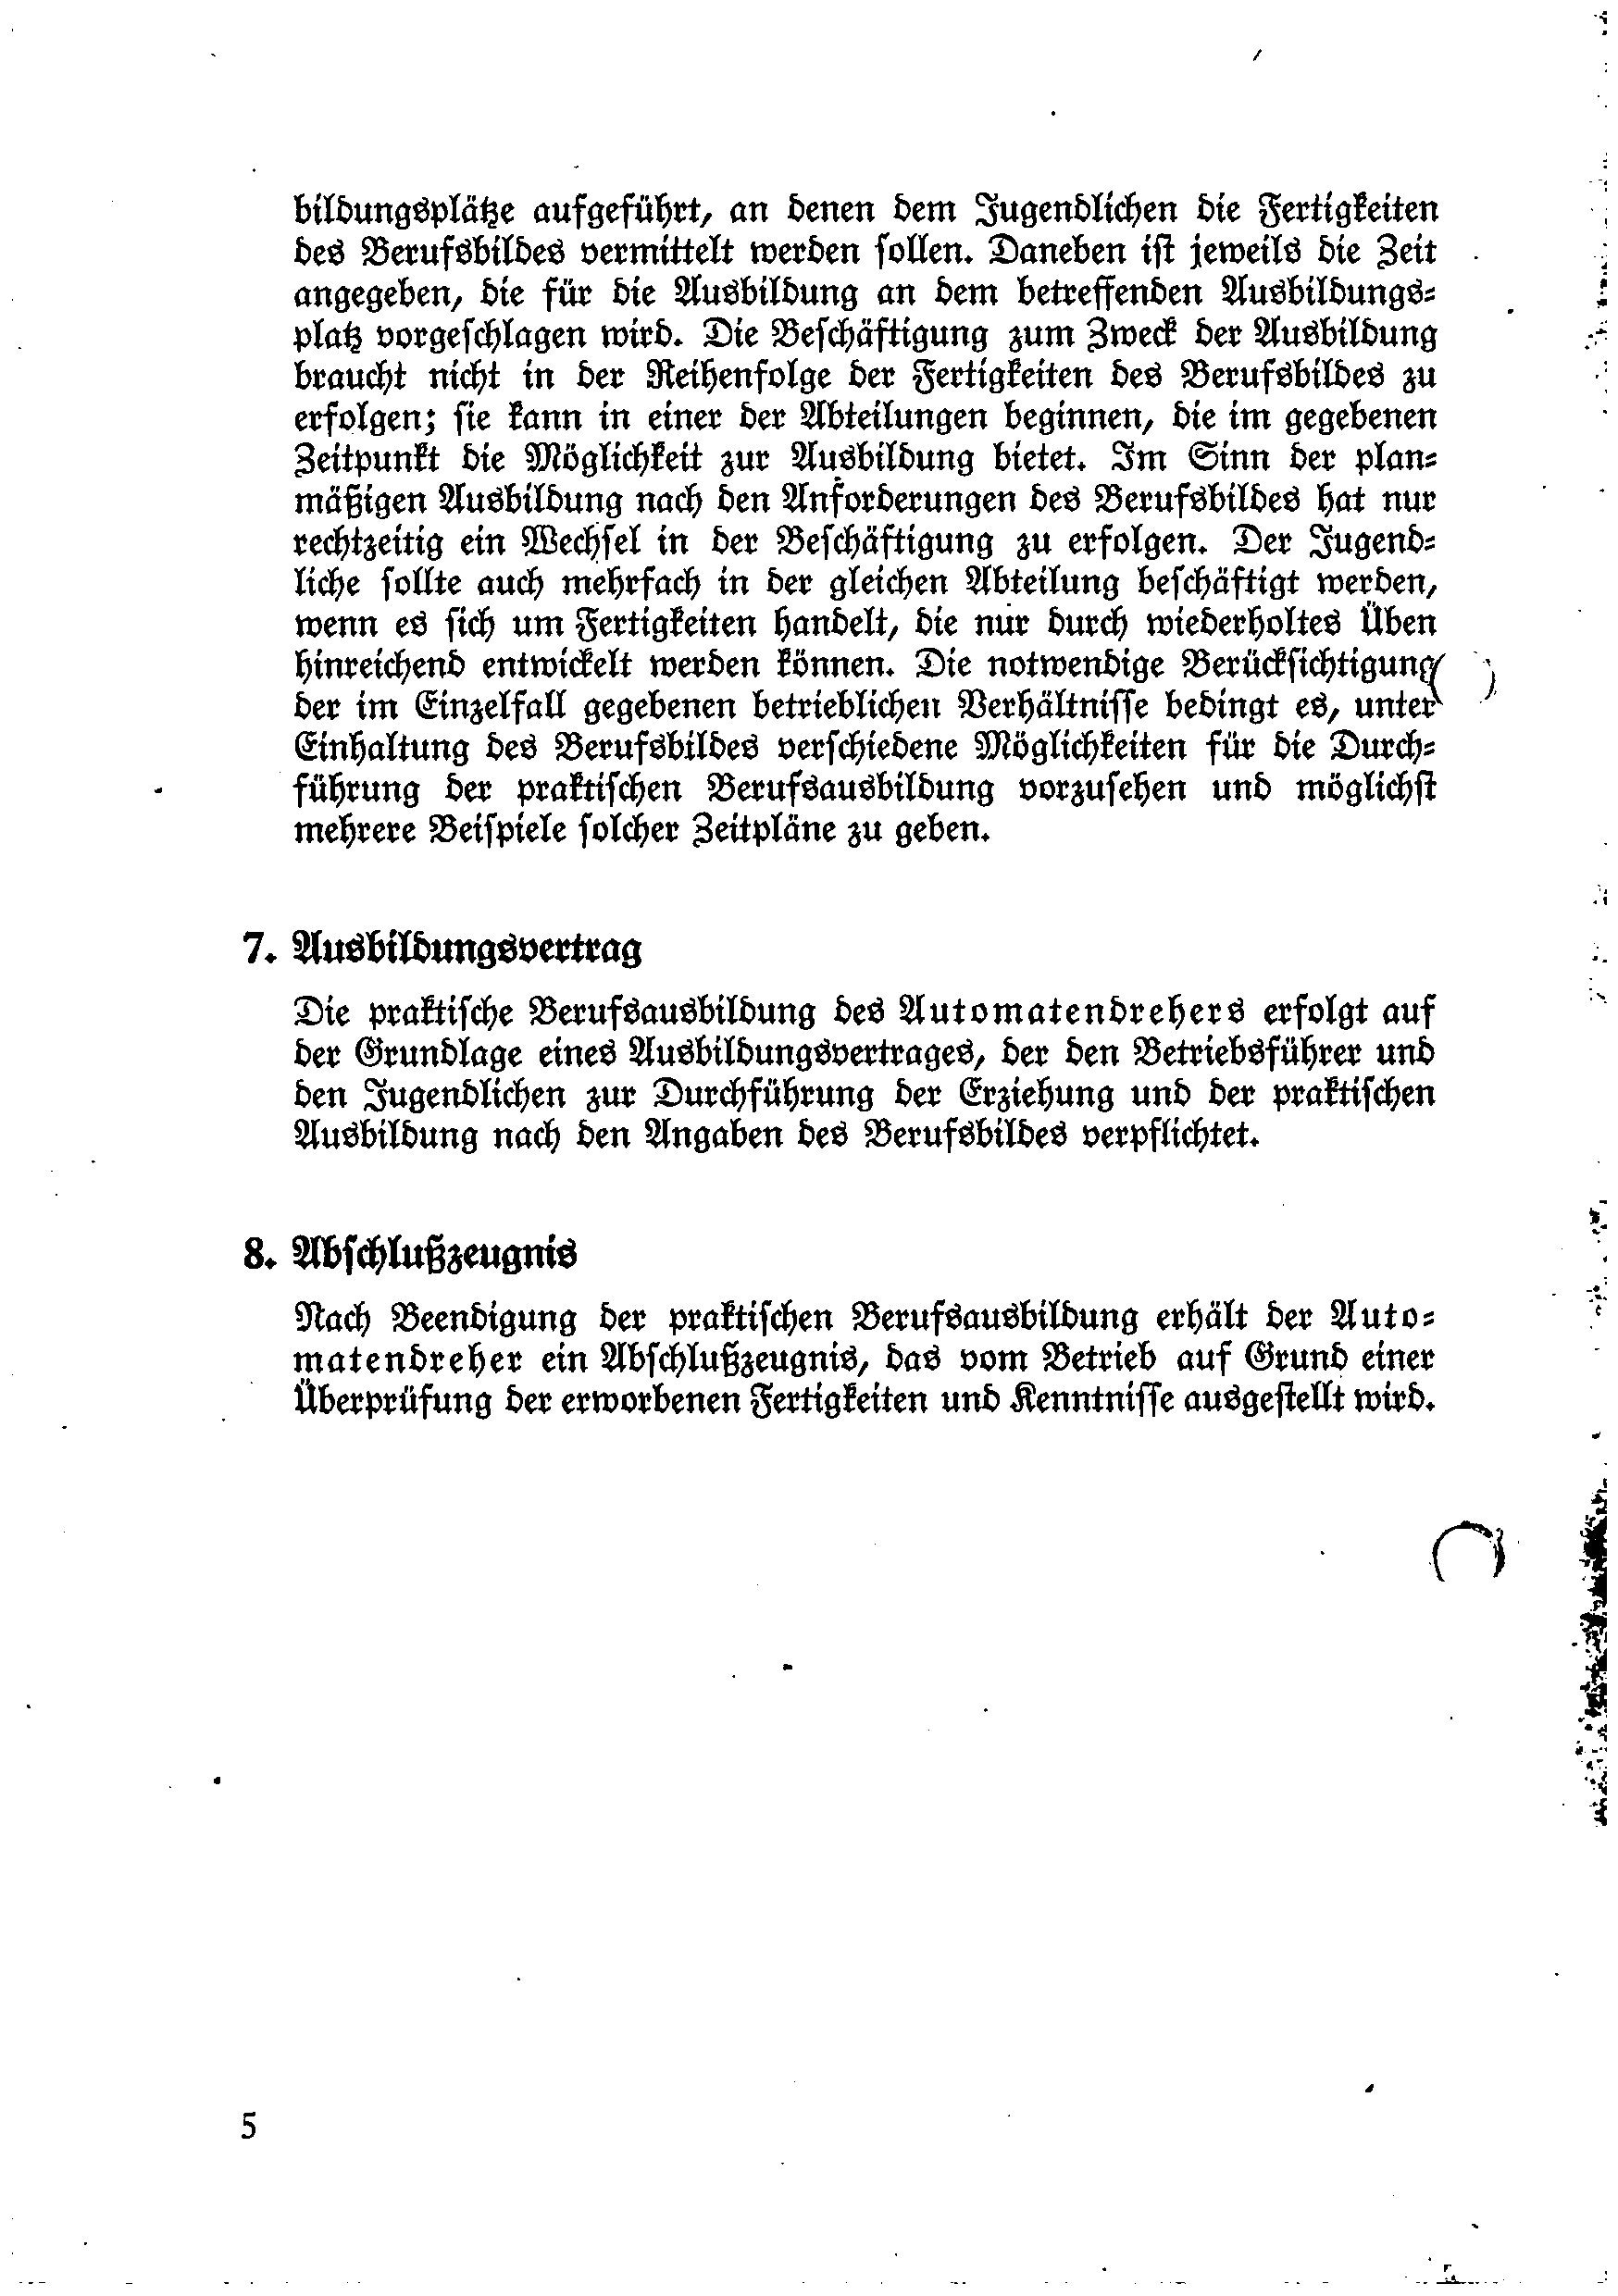 bildungsplätze aufgeführt, an denen dem Jugendlichen die Fertigkeiten
des Berufsbildes vermittelt werden sollen. Daneben ist jeweils die Zeit
angegeben, die für die Ausbildung an dem betreffenden Ausbildungs-
platz vorgeschlagen wird. Die Beschäftigung zum Zweck der Ausbildung
braucht nicht in der Reihenfolge der Fertigkeiten des Berufsbildes zu
erfolgen; sie kann in einer der Abteilungen beginnen, die im gegebenen
Zeitpunkt die Möglichkeit zur Ausbildung bietet. Im Sinn der plan-
mäßigen Ausbildung nach den Anforderungen des Berufsbildes hat nur
rechtzeitig ein Wechsel in der Beschäftigung zu erfolgen. Der Jugend-
liche sollte auch mehrfach in der gleichen Abteilung beschäftigt werden,
wenn es sich um Fertigkeiten handelt, die nur durch wiederholtes Üben
hinreichend entwickelt werden können. Die notwendige Berücksichtigung
der im Einzelfall gegebenen betrieblichen Verhältnisse bedingt es, unter
Einhaltung des Berufsbildes verschiedene Möglichkeiten für die Durch-
führung der praktischen Berufsausbildung vorzusehen und möglichst
mehrere Beispiele solcher Zeitpläne zu geben.
7. Ausbildungsvertrag
Die praktische Berufsausbildung des Automatendrehers erfolgt auf
der Grundlage eines Ausbildungsvertrages, der den Betriebsführer und
den Jugendlichen zur Durchführung der Erziehung und der praktischen
Ausbildung nach den Angaben des Berufsbildes verpflichtet.
8. Abschlußzeugnis
Nach Beendigung der praktischen Berufsausbildung erhält der Auto-
matendreher ein Abschlußzeugnis, das vom Betrieb auf Grund einer
Überprüfung der erworbenen Fertigkeiten und Kenntnisse ausgestellt wird.
5